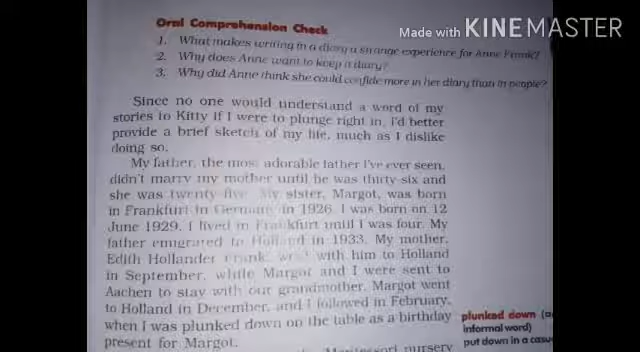 Oral Comprehension Check
Made with KINEMASTER
1. What makes writing in a diary a strange experience for Anne Frank?
2. Why does Anne want to keep a diary?
3. Why did Anne think she could confide more in her diary than in people?
Since no one would understand a word of my
stories to Kitty if I were to plunge right in, I'd better
provide a brief sketch of my life, much as I dislike
doing so.
My father, the most adorable father I've ever seen,
didn't marry my mother until he was thirty-six and
she was twenty-five. My sister, Margot, was born
in Frankfurt in Germany in 1926. I was born on 12
June 1929. I lived in Frankfurt until I was four. My
father emigrated to Holland in 1933. My mother,
Edith Hollander Frank, went with him to Holland
in September, while Margot and I were sent to
Aachen to stay with our grandmother. Margot went
to Holland in December, and I followed in February,
when I was plunked down on the table as a birthday
present for Margot.
plunked down (a
informal word)
put down in a casu
Montessori nursery